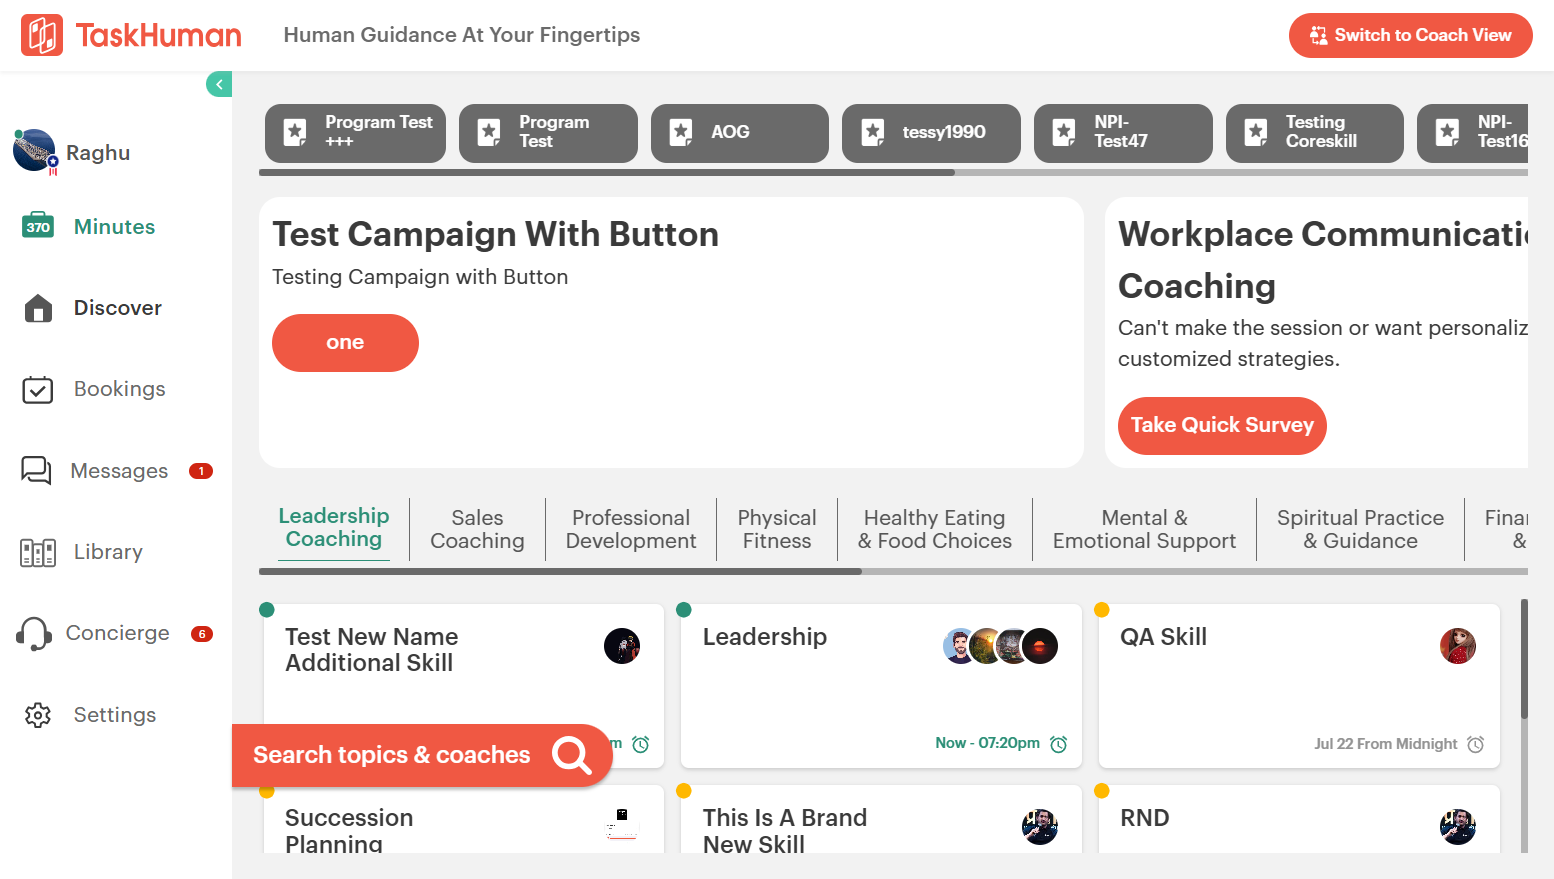 TaskHuman
Human Guidance At Your Fingertips
Switch to Coach View
Raghu
370
Minutes
Discover
Bookings
Messages
1
Library
Concierge
6
Settings
Program Test
+++
Program
Test
AOG
tessy1990
NPI-
Test47
Testing
Coreskill
NPI-
Test16
Test Campaign With Button
Testing Campaign with Button
one
Workplace Communicati
Coaching
Can't make the session or want personaliz
customized strategies.
Take Quick Survey
Leadership
Coaching
Sales
Coaching
Professional
Development
Physical
Fitness
Healthy Eating
& Food Choices
Mental &
Emotional Support
Spiritual Practice
& Guidance
Finan
&
Test New Name
Additional Skill
m
Leadership
Now - 07:20pm
QA Skill
Jul 22 From Midnight
Search topics & coaches
Succession
Planning
This Is A Brand
New Skill
RND